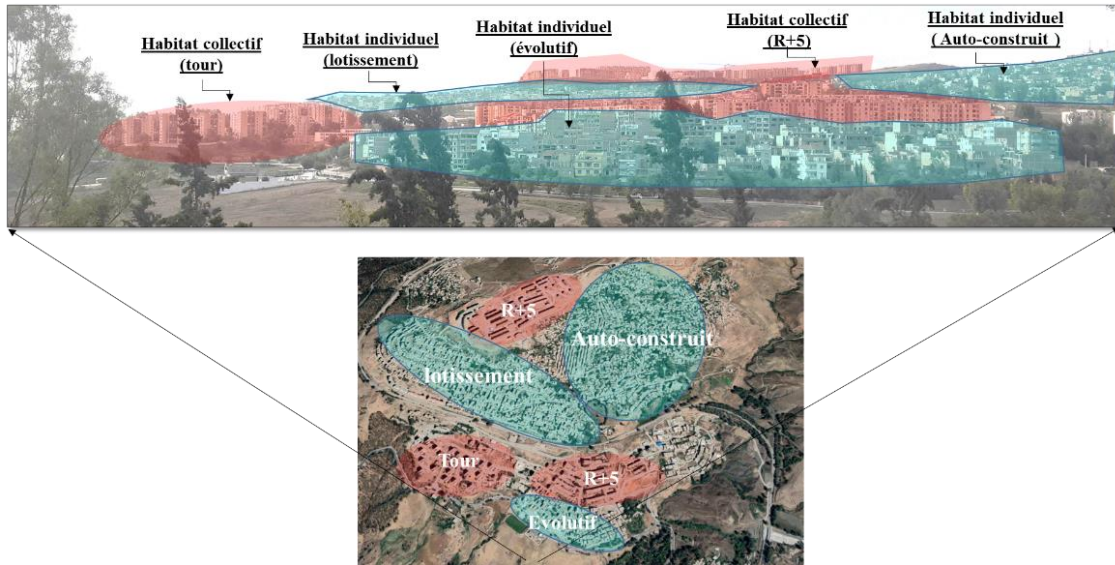 Habitat collectif
(tour)
Habitat individuel
(lotissement)
Habitat individuel
(évolutif)
Habitat collectif
(R+5)
Habitat individuel
( Auto-construit )
R+5
Auto-construit
lotissement
Tour
R+5
Evolutif